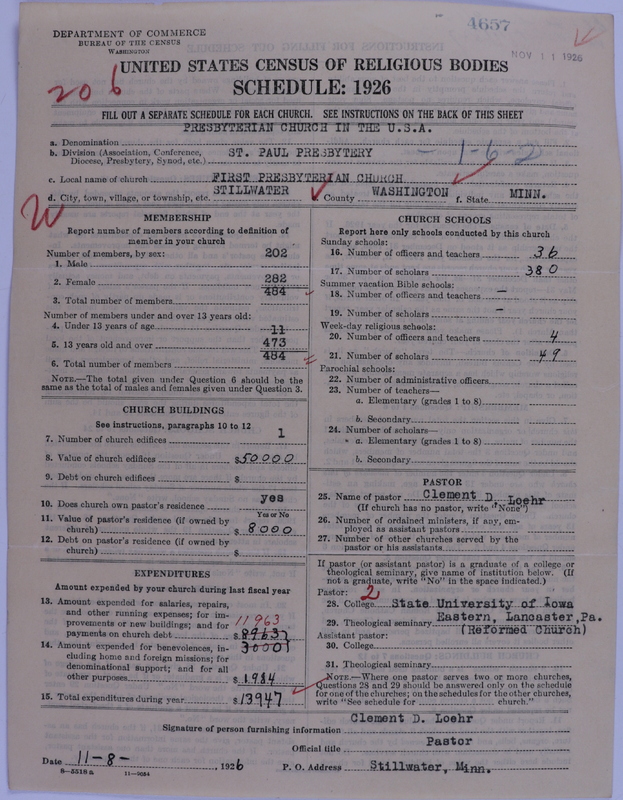 4657
DEPARTMENT OF COMMERCE
BUREAU OF THE CENSUS
WASHINGTON
NOV 11 1926
UNITED STATES CENSUS OF RELIGIOUS BODIES
SCHEDULE: 1926
206
FILL OUT A SEPARATE SCHEDULE FOR EACH CHURCH. SEE INSTRUCTIONS ON THE BACK OF THIS SHEET
a. Denomination PRESBYTERIAN CHURCH IN THE U.S.A.
b. Division (Association, Conference, Diocese, Presbytery, Synod, etc.) ST. PAUL PRESBYTERY 1-6-2
c. Local name of church FIRST PRESBYTERIAN CHURCH
d. City, town, village, or township, etc. STILLWATER County WASHINGTON f. State MINN.
W
MEMBERSHIP
Report number of members according to definition of
member in your church
Number of members, by sex:
1. Male 202
2. Female 282
3. Total number of members 484
Number of members under and over 13 years old:
4. Under 13 years of age 11
5. 13 years old and over 473
6. Total number of members 484
NOTE.—The total given under Question 6 should be the
same as the total of males and females given under Question 3.
CHURCH BUILDINGS
See instructions, paragraphs 10 to 12
7. Number of church edifices 1
8. Value of church edifices $50000
9. Debt on church edifices $
10. Does church own pastor's residence yes
Yes or No
11. Value of pastor's residence (if owned by
church) $8000
12. Debt on pastor's residence (if owned by
church) $
EXPENDITURES
Amount expended by your church during last fiscal year
13. Amount expended for salaries, repairs,
and other running expenses; for im-
provements or new buildings; and for 11963
payments on church debt $
14. Amount expended for benevolences, in-
cluding home and foreign missions; for
denominational support; and for all
other purposes $1984
15. Total expenditures during year $13947
CHURCH SCHOOLS
Report here only schools conducted by this church
Sunday schools:
16. Number of officers and teachers 36
17. Number of scholars 380
Summer vacation Bible schools:
18. Number of officers and teachers —
19. Number of scholars —
Week-day religious schools:
20. Number of officers and teachers 4
21. Number of scholars 49
Parochial schools:
22. Number of administrative officers
23. Number of teachers—
a. Elementary (grades 1 to 8)
b. Secondary
24. Number of scholars—
a. Elementary (grades 1 to 8)
b. Secondary
PASTOR
25. Name of pastor Clement D. Loehr
(If church has no pastor, write "None")
26. Number of ordained ministers, if any, em-
ployed as assistant pastors
27. Number of other churches served by the
pastor or his assistants
If pastor (or assistant pastor) is a graduate of a college or
theological seminary, give name of institution below. (If
not a graduate, write "No" in the space indicated.)
Pastor: 2
28. College State University of Iowa
29. Theological seminary Eastern, Lancaster, Pa.
(Reformed Church)
Assistant pastor:
30. College
31. Theological seminary
NOTE.—Where one pastor serves two or more churches,
Questions 28 and 29 should be answered only on the schedule
for one of the churches; on the schedules for the other churches,
write "See schedule for church."
Clement D. Loehr
Signature of person furnishing information
Official title Pastor
Date 11-8-, 1926 P. O. Address Stillwater, Minn.
8—5518a 11—9684